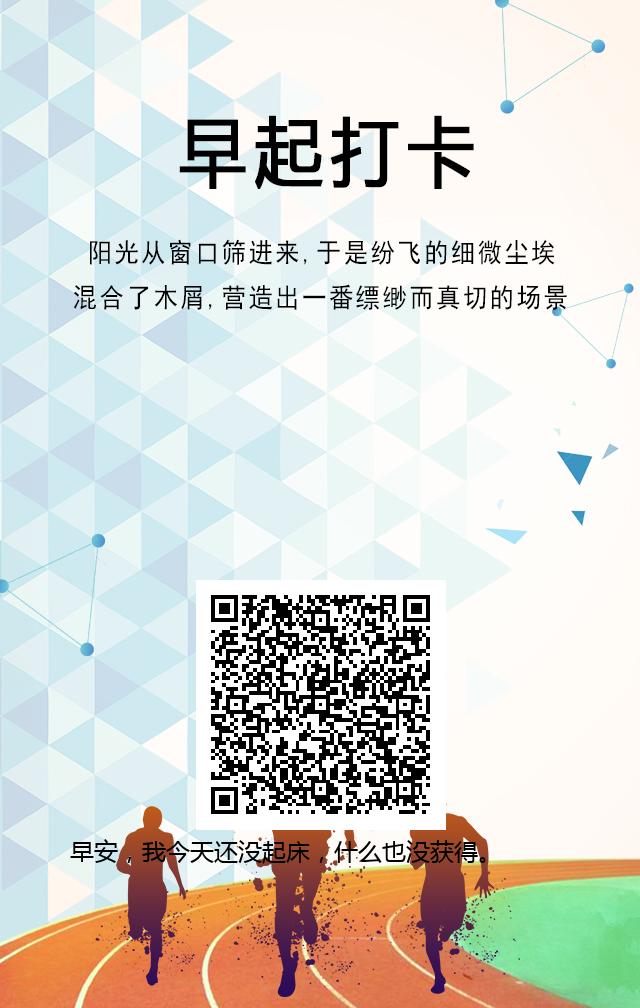 早起打卡
阳光从窗口筛进来,于是纷飞的细微尘埃
混合了木屑,营造出一番缥缈而真切的场景
早安，我今天还没起床，什么也没获得。